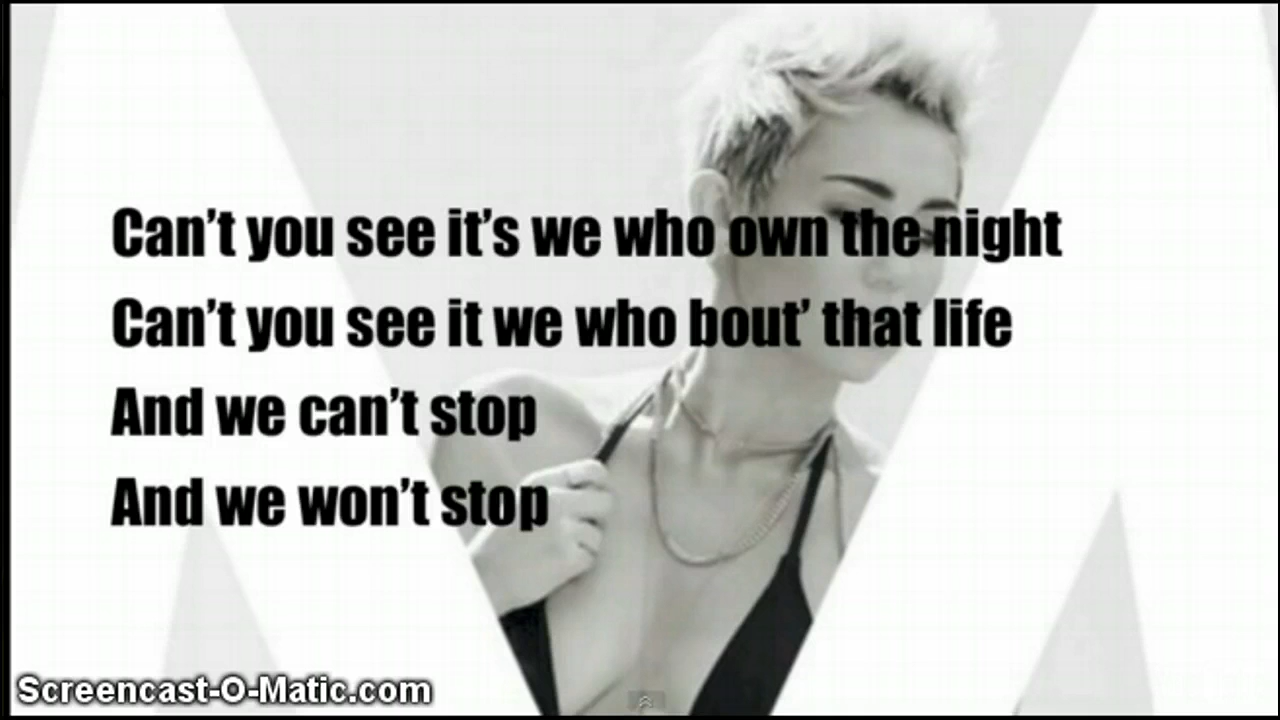 Can’t you see it’s we who own the night
Can’t you see it we who bout’ that life
And we can’t stop
And we won’t stop
Screencast-O-Matic.com